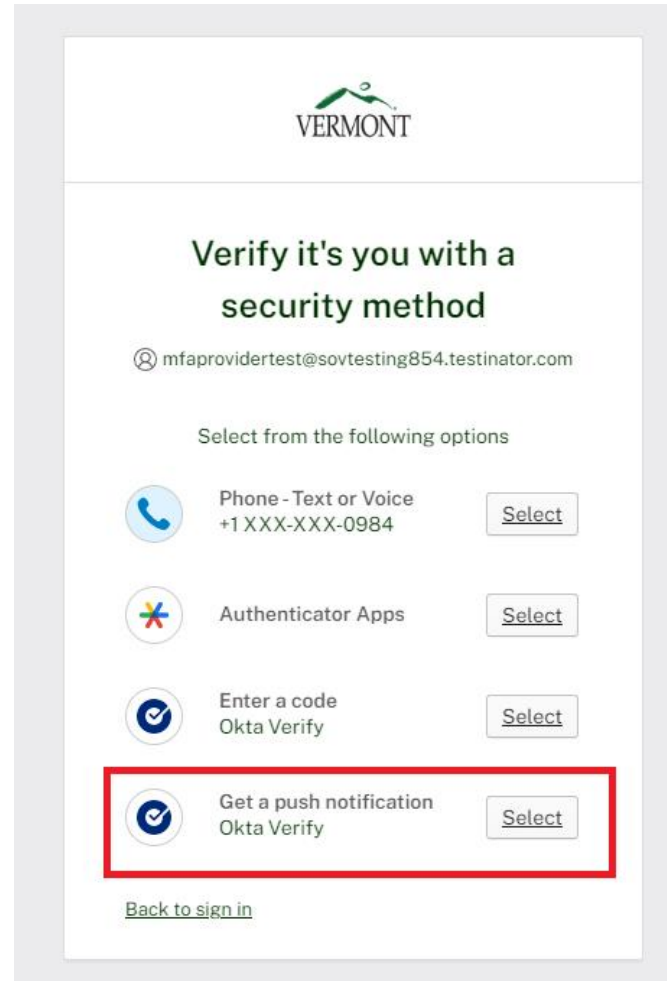 VERMONT
Verify it's you with a
security method
mfaprovidertest@sovtesting854.testinator.com
Select from the following options
Phone - Text or Voice
+1 XXX-XXX-0984
Select
Authenticator Apps
Select
Enter a code
Okta Verify
Select
Get a push notification
Okta Verify
Select
Back to sign in